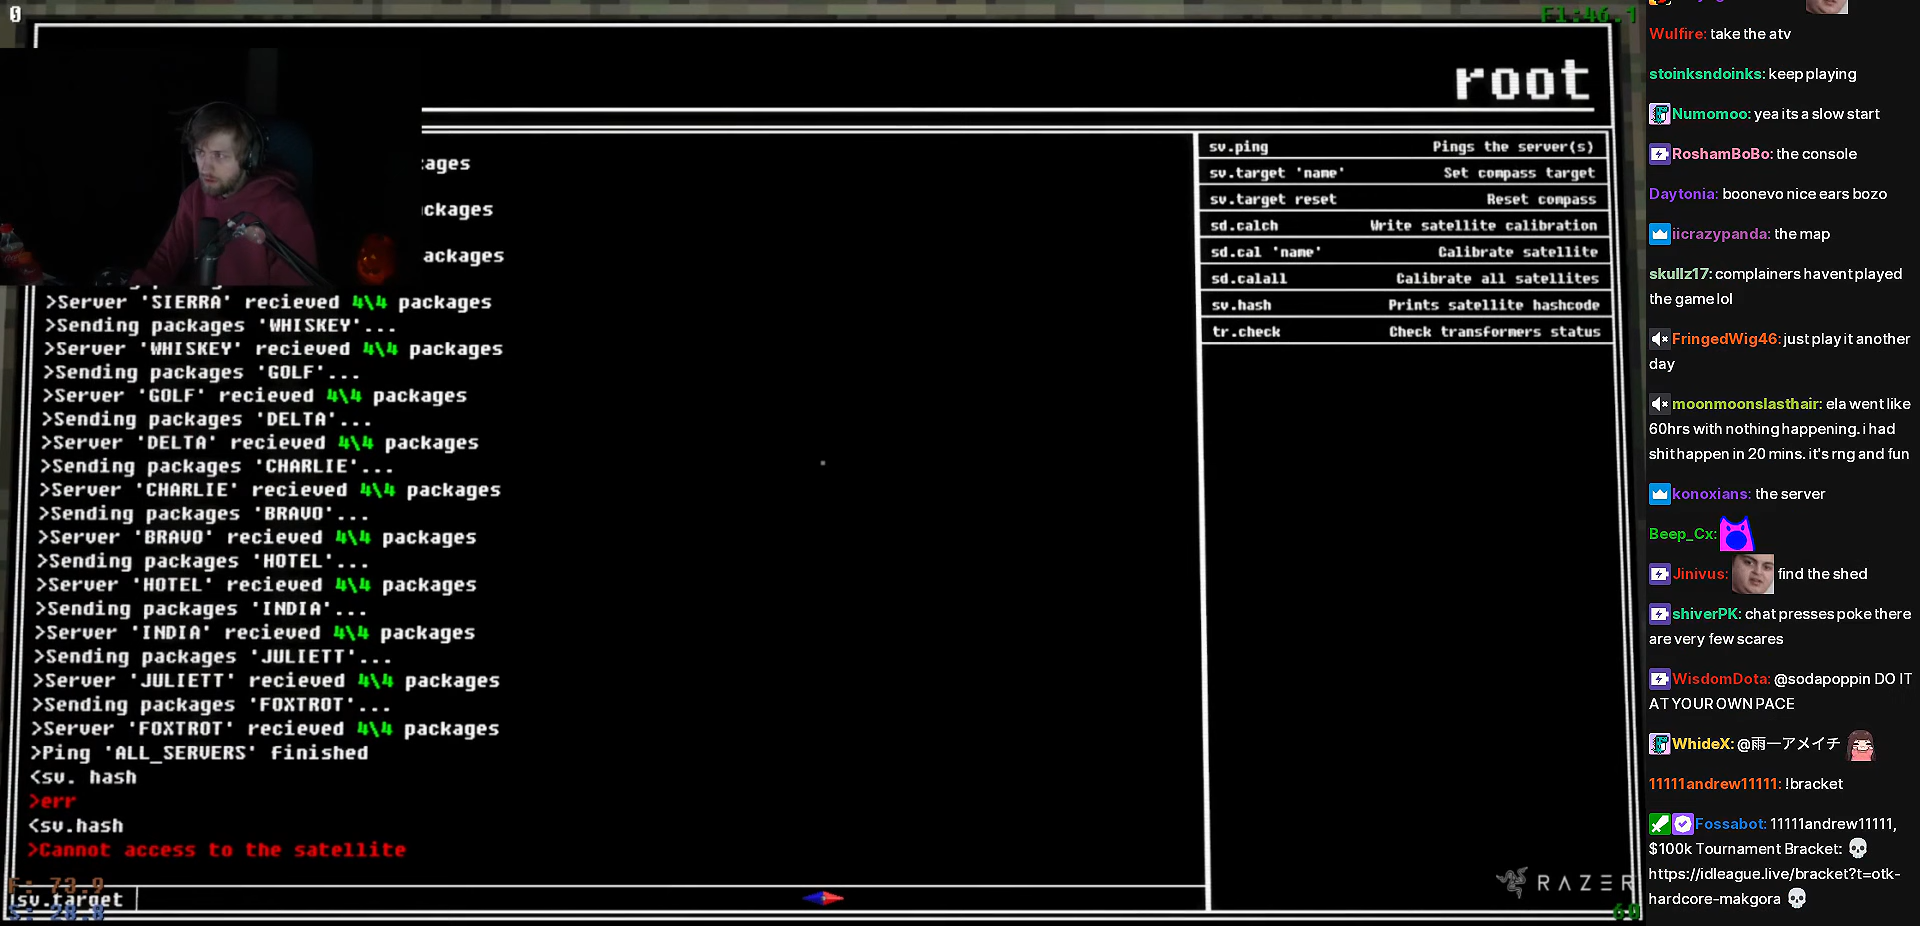 F1:46.1
root
ckages
ckages
ackages
>Server 'SIERRA' recieved 4\4 packages
>Sending packages 'WHISKEY'...
>Server 'WHISKEY' recieved 4\4 packages
>Sending packages 'GOLF'...
>Server 'GOLF' recieved 4\4 packages
>Sending packages 'DELTA'...
>Server 'DELTA' recieved 4\4 packages
>Sending packages 'CHARLIE'...
>Server 'CHARLIE' recieved 4\4 packages
>Sending packages 'BRAVO'...
>Server 'BRAVO' recieved 4\4 packages
>Sending packages 'HOTEL'...
>Server 'HOTEL' recieved 4\4 packages
>Sending packages 'INDIA'...
>Server 'INDIA' recieved 4\4 packages
>Sending packages 'JULIETT'...
>Server 'JULIETT' recieved 4\4 packages
>Sending packages 'FOXTROT'...
>Server 'FOXTROT' recieved 4\4 packages
>Ping 'ALL_SERVERS' finished
<sv. hash
>err
<sv.hash
>Cannot access to the satellite
F: 73.9
sv.target
S: 28.8
sv.ping Pings the server(s)
sv.target 'name' Set compass target
sv.target reset Reset compass
sd.calch Write satellite calibration
sd.cal 'name' Calibrate satellite
sd.calall Calibrate all satellites
sv.hash Prints satellite hashcode
tr.check Check transformers status
RAZER
60
Wulfire: take the atv
stoinksndoinks: keep playing
Numomoo: yea its a slow start
RoshamBoBo: the console
Daytonia: boonevo nice ears bozo
iicrazypanda: the map
skullz17: complainers havent played
the game lol
FringedWig46: just play it another
day
moonmoonslasthair: ela went like
60hrs with nothing happening. i had
shit happen in 20 mins. it's rng and fun
konoxians: the server
Beep_Cx:
Jinivus: find the shed
shiverPK: chat presses poke there
are very few scares
WisdomDota: @sodapoppin DO IT
AT YOUR OWN PACE
WhideX: @雨一アメイチ
11111andrew11111: !bracket
Fossabot: 11111andrew11111,
$100k Tournament Bracket: 💀
https://idleague.live/bracket?t=otk-
hardcore-makgora 💀